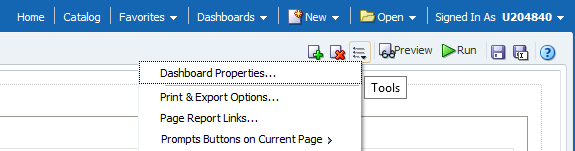 Home Catalog Favorites Dashboards New Open Signed In As U204840
Preview Run
Dashboard Properties...
Tools
Print & Export Options...
Page Report Links...
Prompts Buttons on Current Page